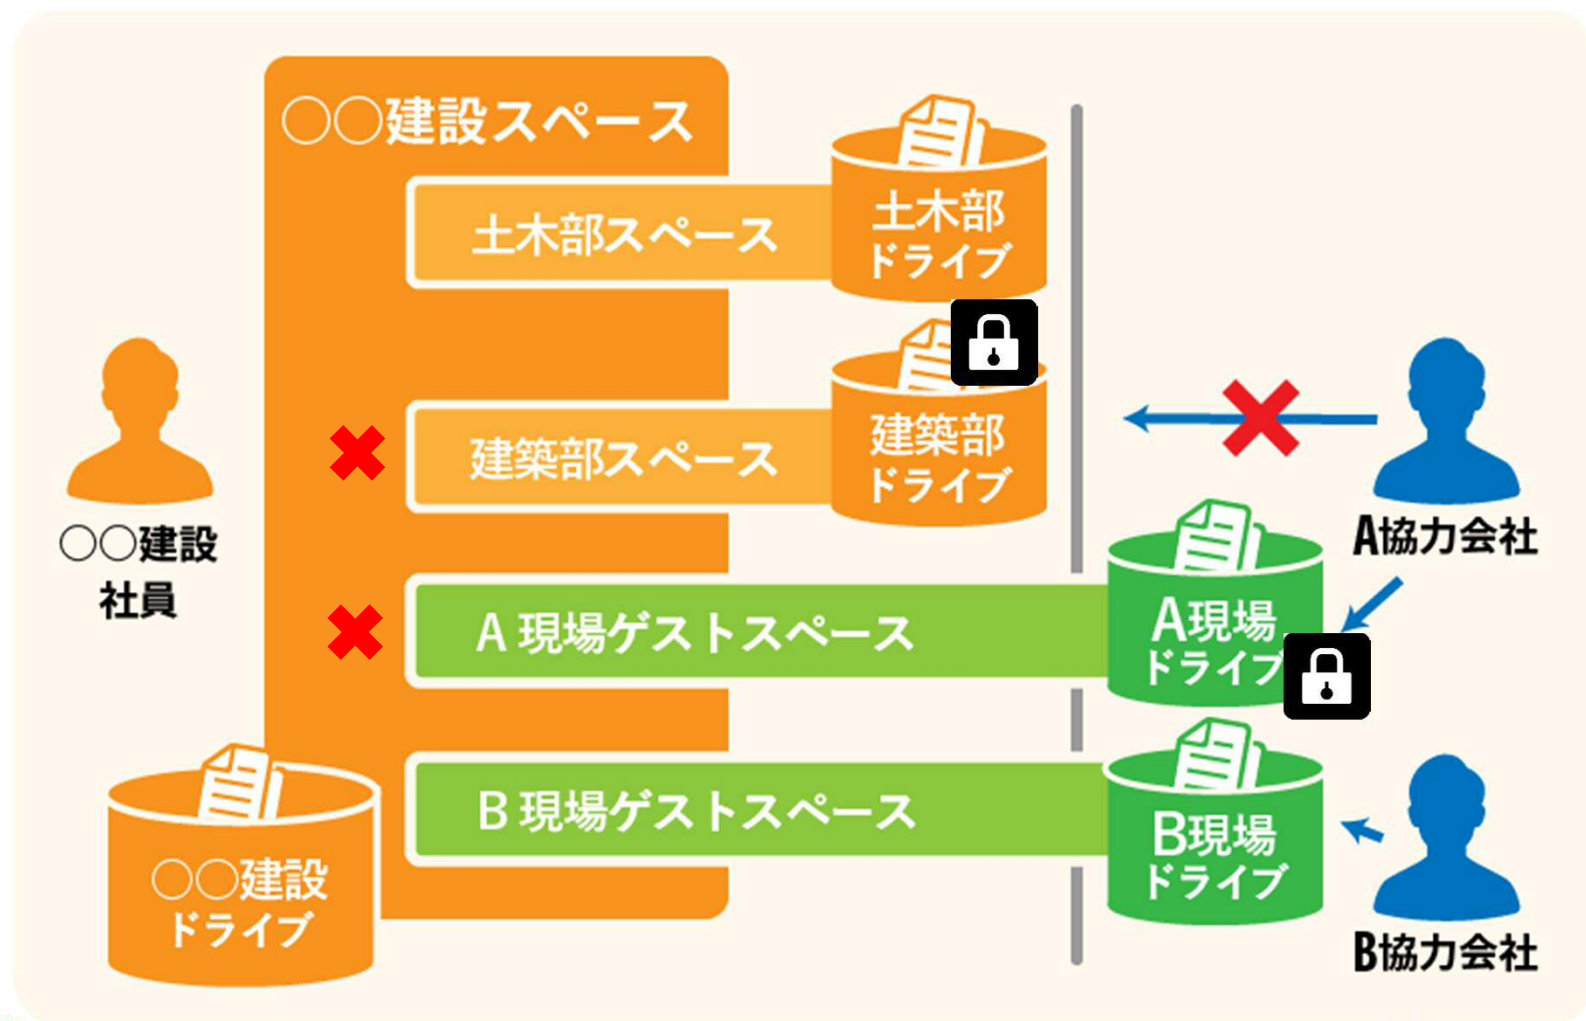 ○○建設スペース
土木部スペース
土木部
ドライブ
建築部スペース
建築部
ドライブ
○○建設
社員
A協力会社
A 現場ゲストスペース
A現場
ドライブ
B 現場ゲストスペース
B現場
ドライブ
○○建設
ドライブ
B協力会社